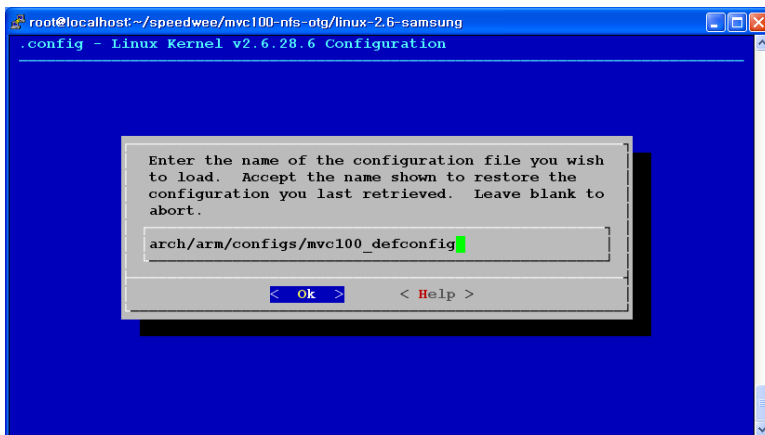 root@localhost:~/speedwee/mvc100-nfs-otg/linux-2.6-samsung
.config - Linux Kernel v2.6.28.6 Configuration
Enter the name of the configuration file you wish
to load.  Accept the name shown to restore the
configuration you last retrieved.  Leave blank to
abort.
arch/arm/configs/mvc100_defconfig
<  Ok  >      < Help >